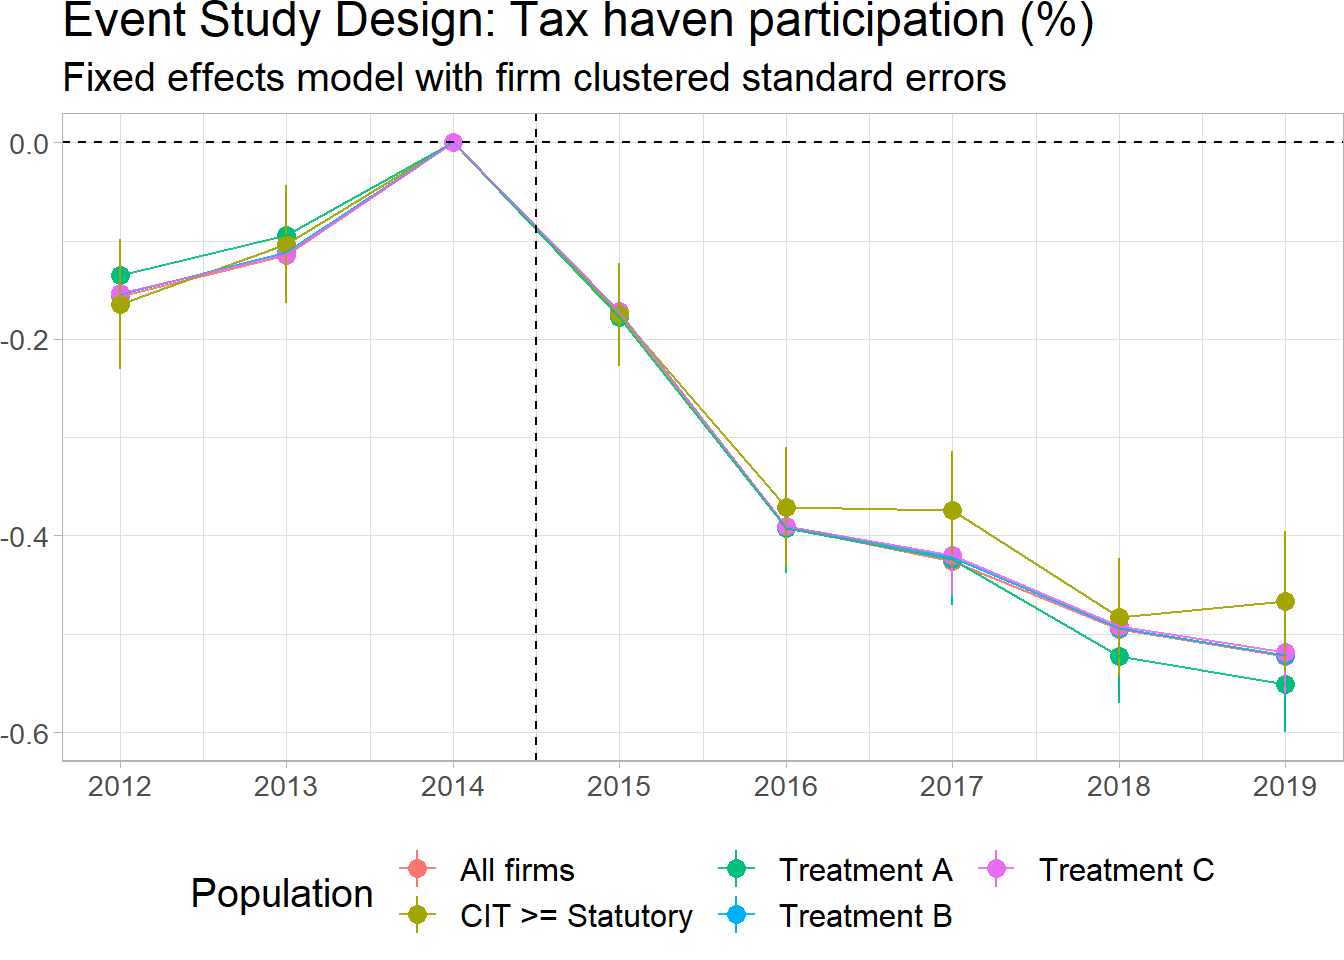 Event Study Design: Tax haven participation (%)
Fixed effects model with firm clustered standard errors
0.0
-0.2
-0.4
-0.6
2012 2013 2014 2015 2016 2017 2018 2019
Population
All firms
CIT >= Statutory
Treatment A
Treatment B
Treatment C